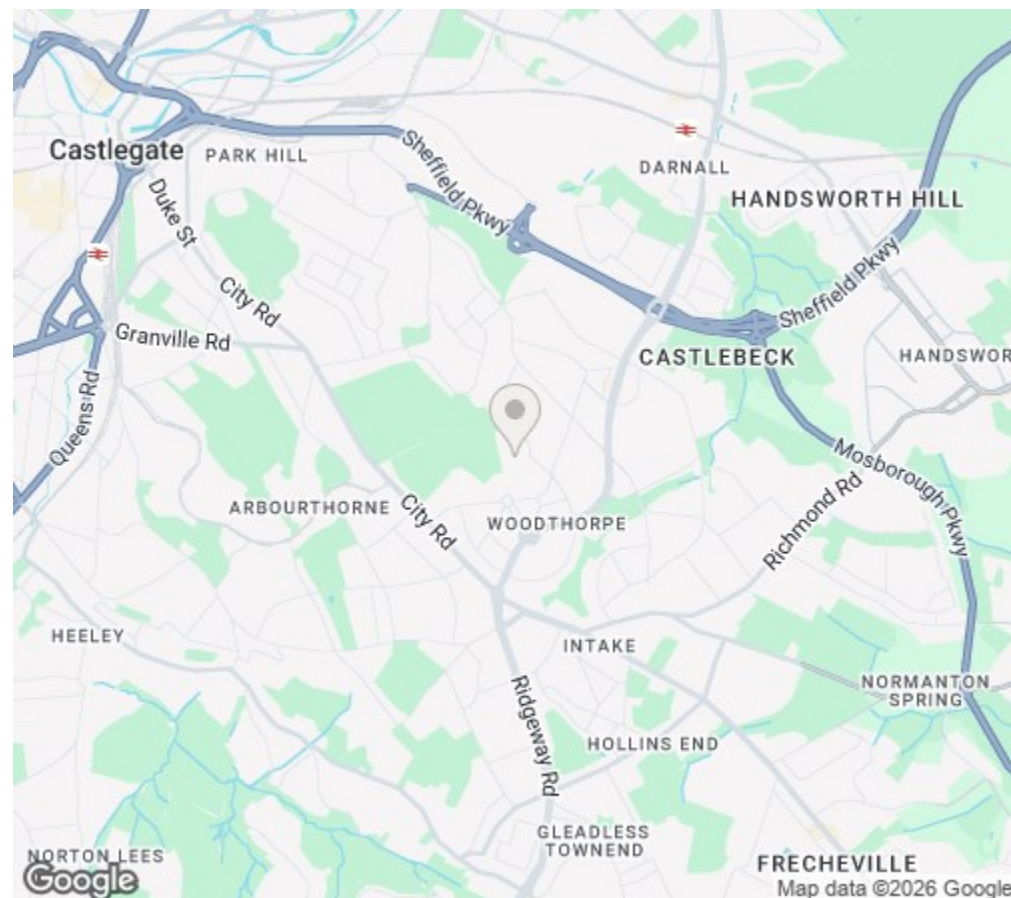 Castlegate
PARK HILL
Sheffield Pkwy
DARNALL
HANDSWORTH HILL
Duke St
City Rd
Sheffield Pkwy
Granville Rd
CASTLEBECK
HANDSWOR
Queens Rd
Mosborough Pkwy
ARBOURTHORNE
City Rd
WOODTHORPE
Richmond Rd
HEELEY
INTAKE
NORMANTON
SPRING
Ridgeway Rd
HOLLINS END
GLEADLESS
TOWNEND
NORTON LEES
FRECHEVILLE
Google
Map data ©2026 Google